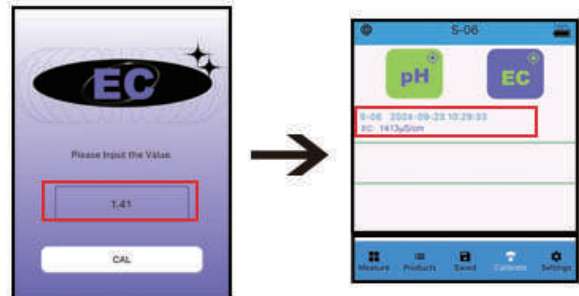 EC
Please Input the Value.
1.41
CAL
S-06
pH
EC
S-06 2024-09-23 10:29:33
EC: 1413μS/cm
Measure
Products
Saved
Calibrate
Settings